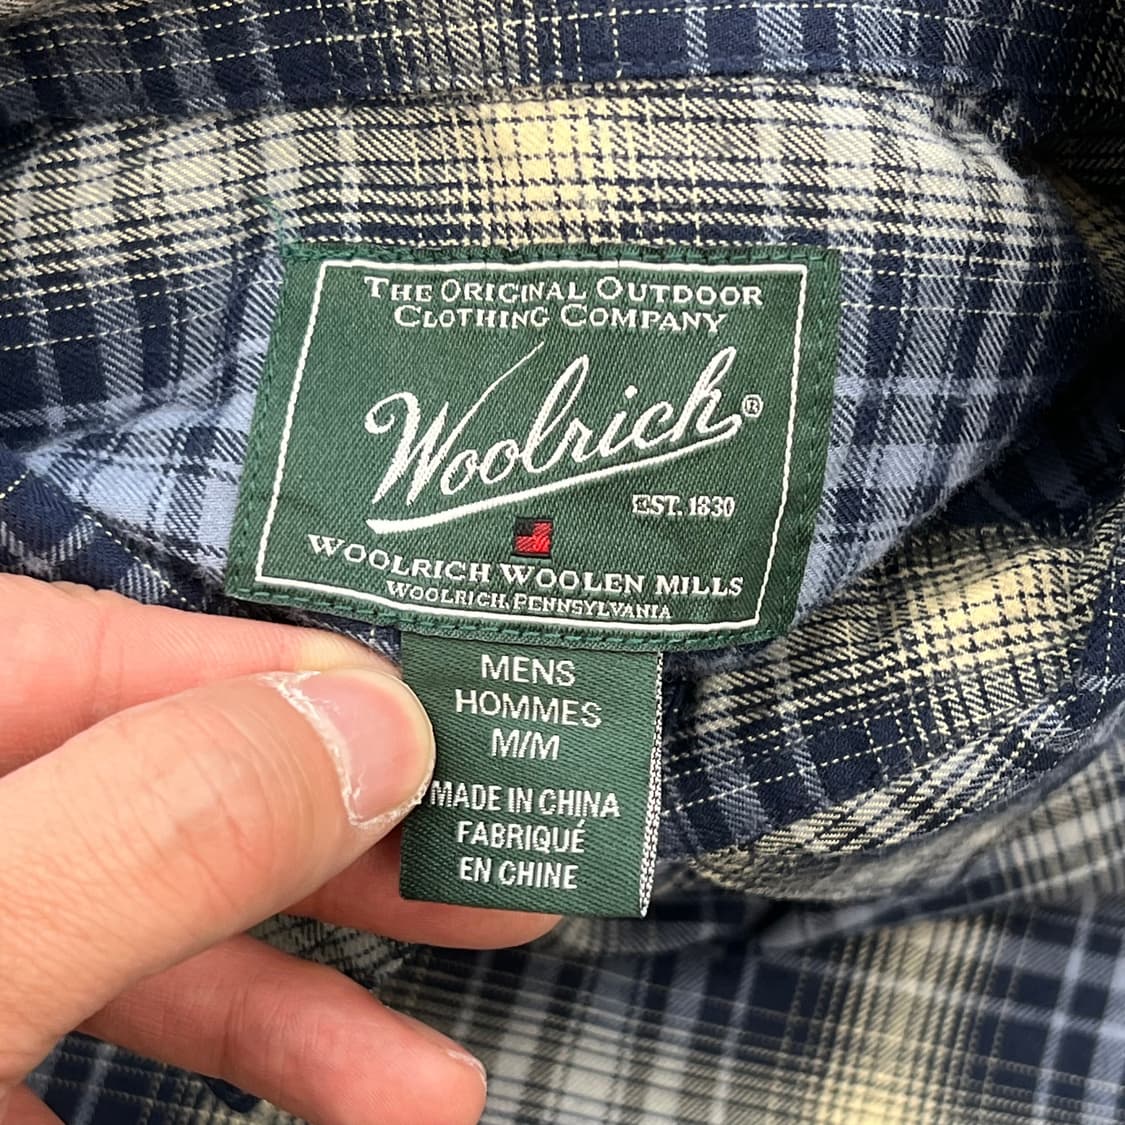 THE ORIGINAL OUTDOOR
CLOTHING COMPANY
Woolrich®
EST. 1830
WOOLRICH WOOLEN MILLS
WOOLRICH, PENNSYLVANIA
MENS
HOMMES
M/M
MADE IN CHINA
FABRIQUÉ
EN CHINE